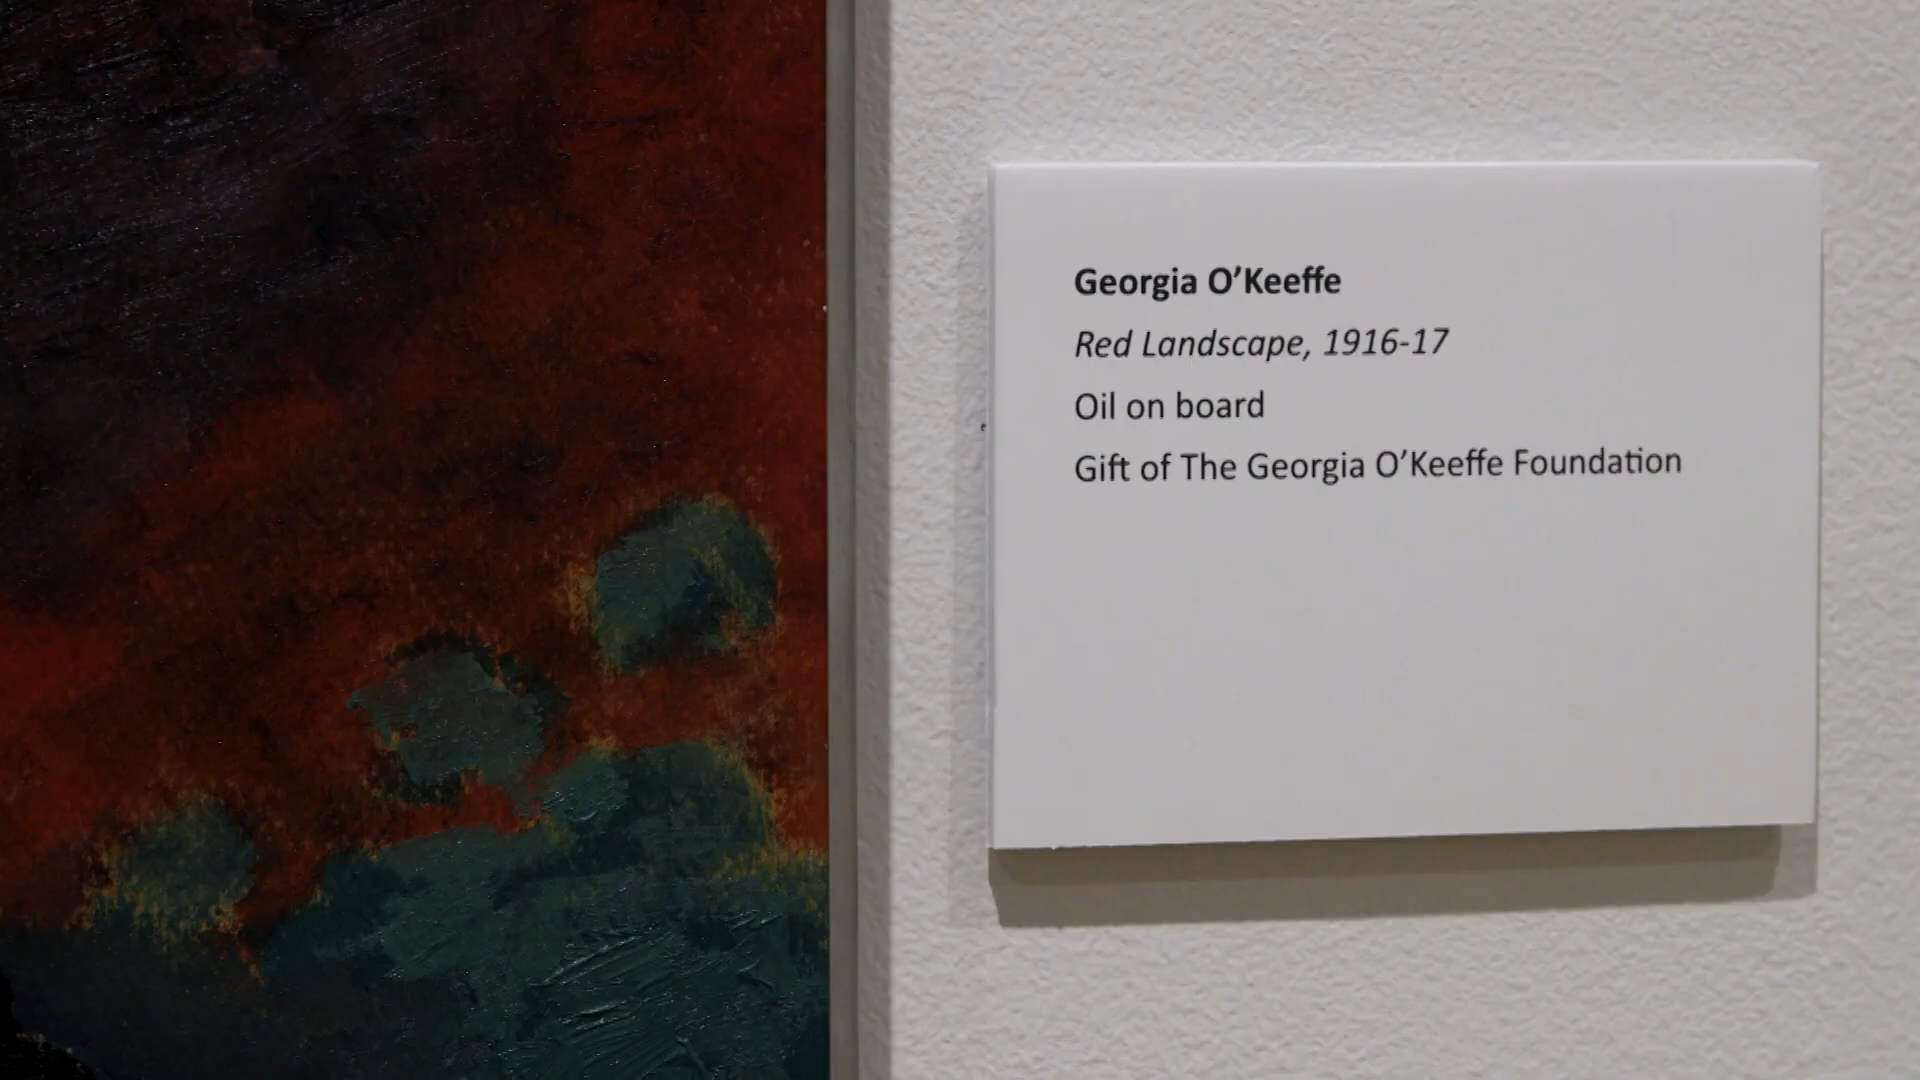 Georgia O’Keeffe
Red Landscape, 1916-17
Oil on board
Gift of The Georgia O’Keeffe Foundation